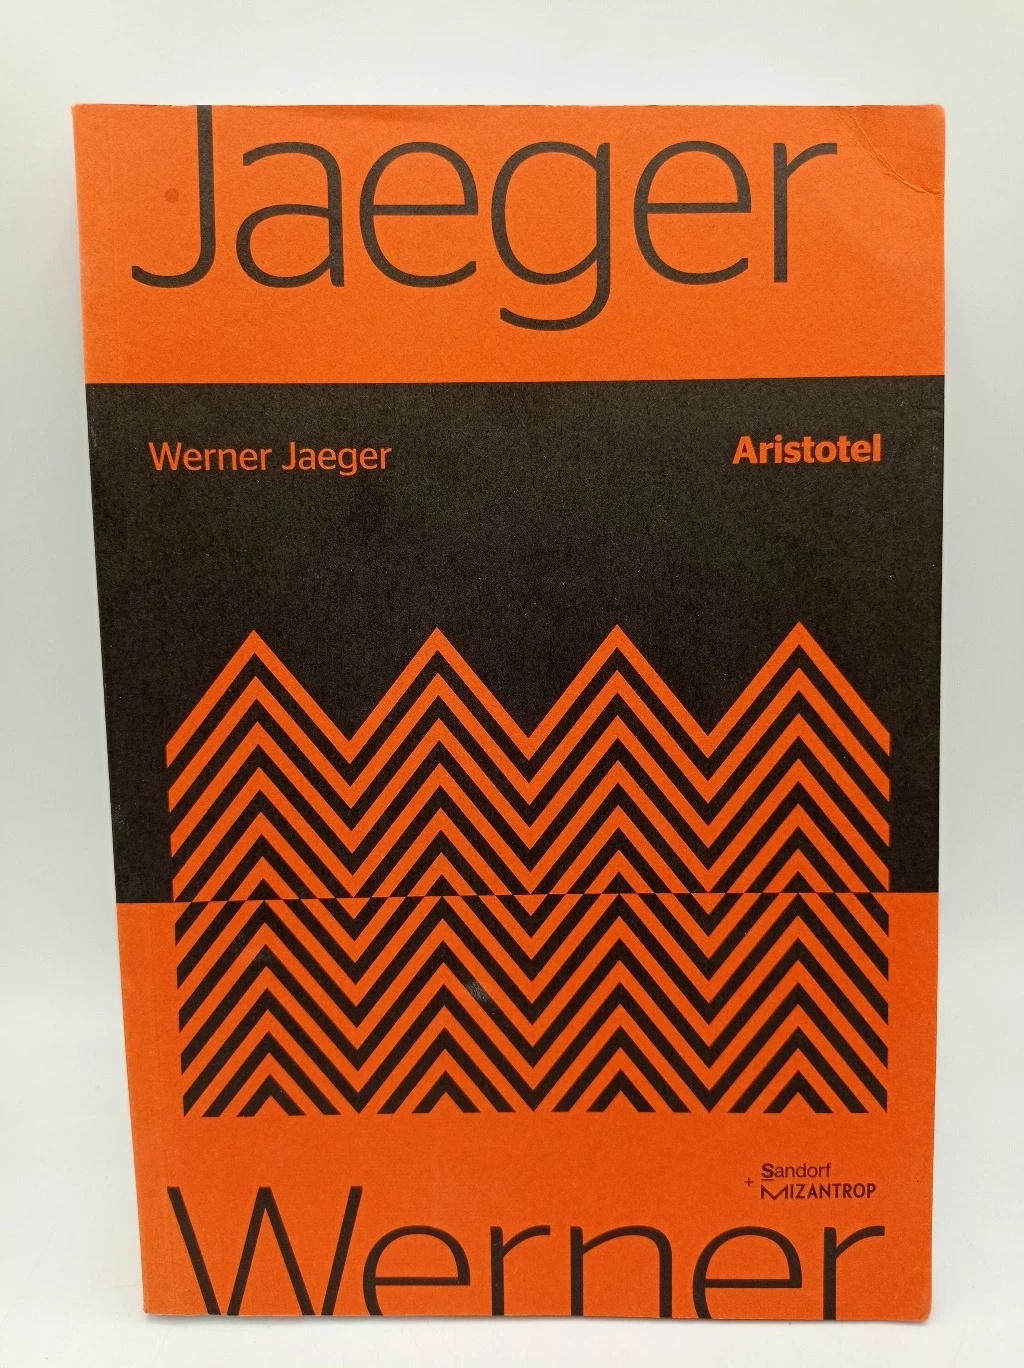 Jaeger
Werner Jaeger
Aristotel
+ Sandorf
MIZANTROP
Werner